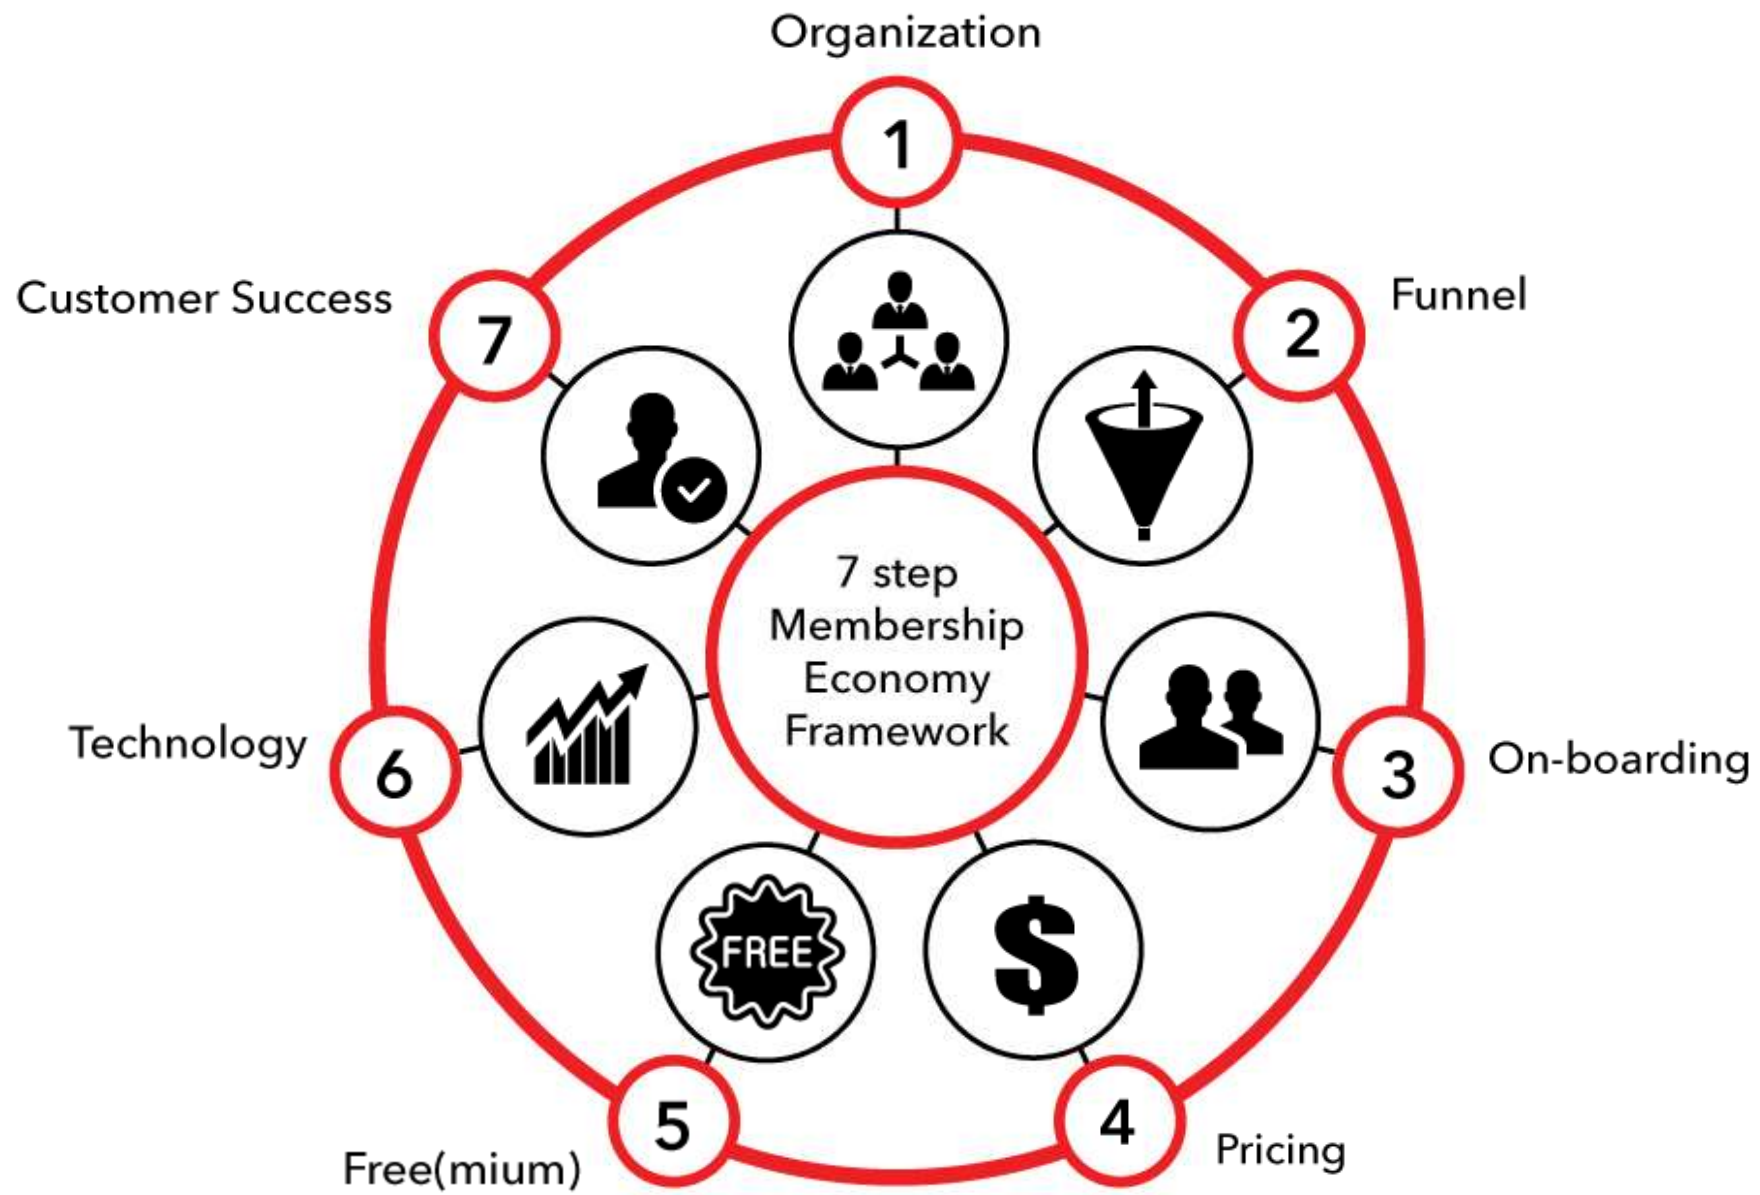 Organization
1
Funnel
2
On-boarding
3
Pricing
4
Free(mium)
5
FREE
Technology
6
Customer Success
7
$
7 step
Membership
Economy
Framework